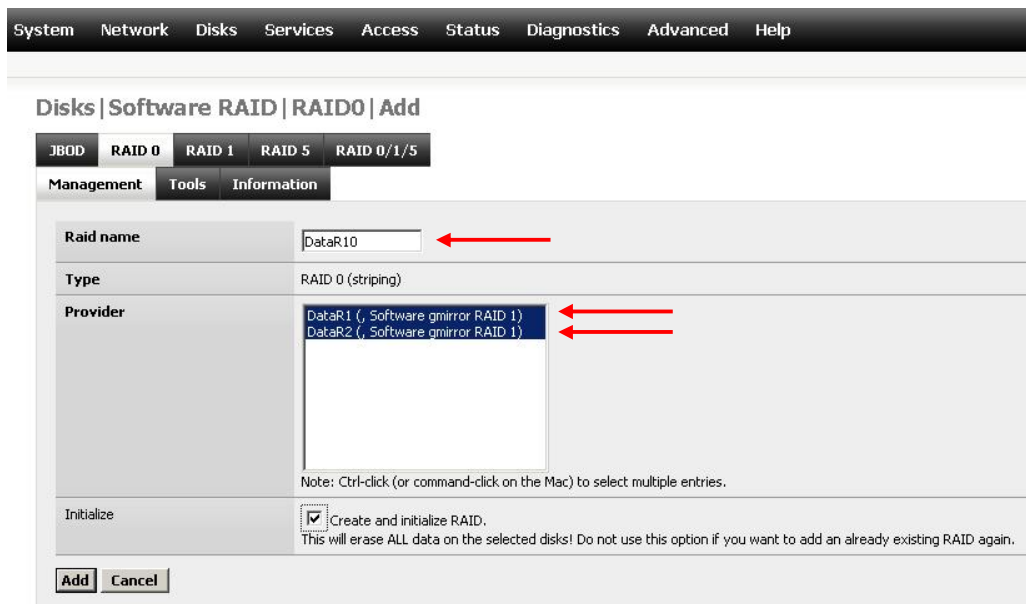 System Network Disks Services Access Status Diagnostics Advanced Help
Disks|Software RAID|RAID0|Add
JBOD RAID 0 RAID 1 RAID 5 RAID 0/1/5
Management Tools Information
Raid name DataR10
Type RAID 0 (striping)
Provider DataR1 (, Software gmirror RAID 1)
DataR2 (, Software gmirror RAID 1)
Note: Ctrl-click (or command-click on the Mac) to select multiple entries.
Initialize Create and initialize RAID.
This will erase ALL data on the selected disks! Do not use this option if you want to add an already existing RAID again.
Add Cancel